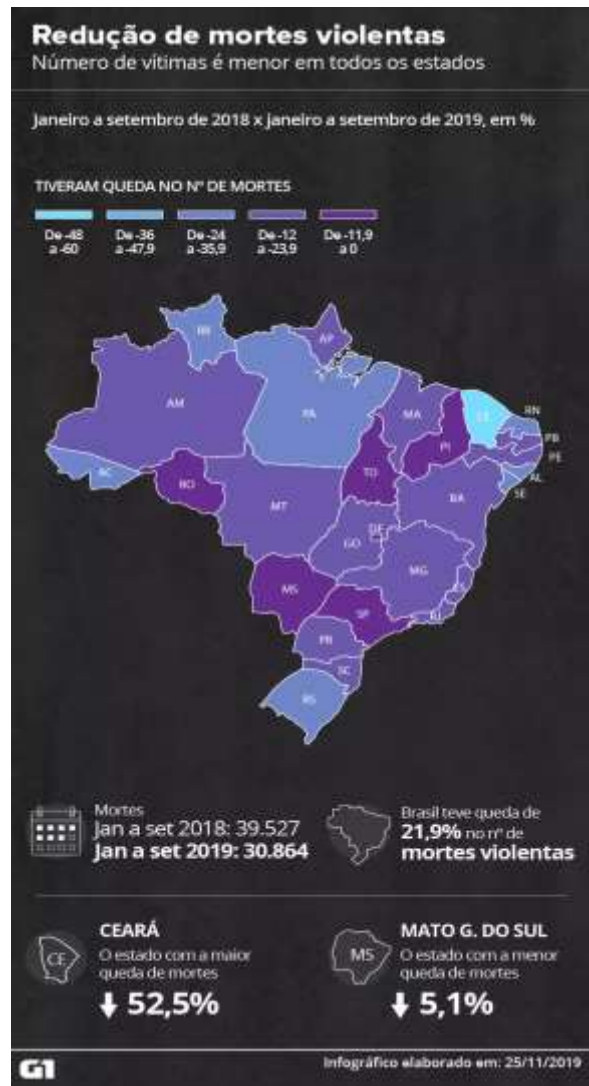 Redução de mortes violentas
Número de vítimas é menor em todos os estados
Janeiro a setembro de 2018 x janeiro a setembro de 2019, em %
TIVERAM QUEDA NO Nº DE MORTES
De -48
a -60
De -36
a -47,9
De -24
a -35,9
De -12
a -23,9
De -11,9
a 0
RR
AP
AM
PA
MA
CE
RN
PB
PE
AL
SE
PI
AC
RO
TO
BA
MT
DF
GO
MG
MS
ES
SP
RJ
PR
SC
RS
Mortes
Jan a set 2018: 39.527
Jan a set 2019: 30.864
Brasil teve queda de
21,9% no nº de
mortes violentas
CE
CEARÁ
O estado com a maior
queda de mortes
52,5%
MS
MATO G. DO SUL
O estado com a menor
queda de mortes
5,1%
G1
Infográfico elaborado em: 25/11/2019